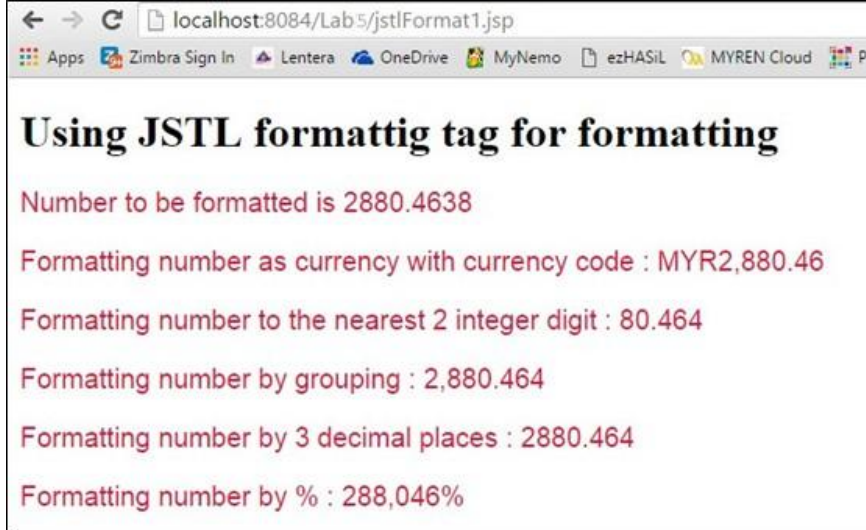 localhost:8084/Lab5/jstlFormat1.jsp
Apps Zimbra Sign In Lentera OneDrive MyNemo ezHASiL MYREN Cloud P
Using JSTL formattig tag for formatting
Number to be formatted is 2880.4638
Formatting number as currency with currency code : MYR2,880.46
Formatting number to the nearest 2 integer digit : 80.464
Formatting number by grouping : 2,880.464
Formatting number by 3 decimal places : 2880.464
Formatting number by % : 288,046%